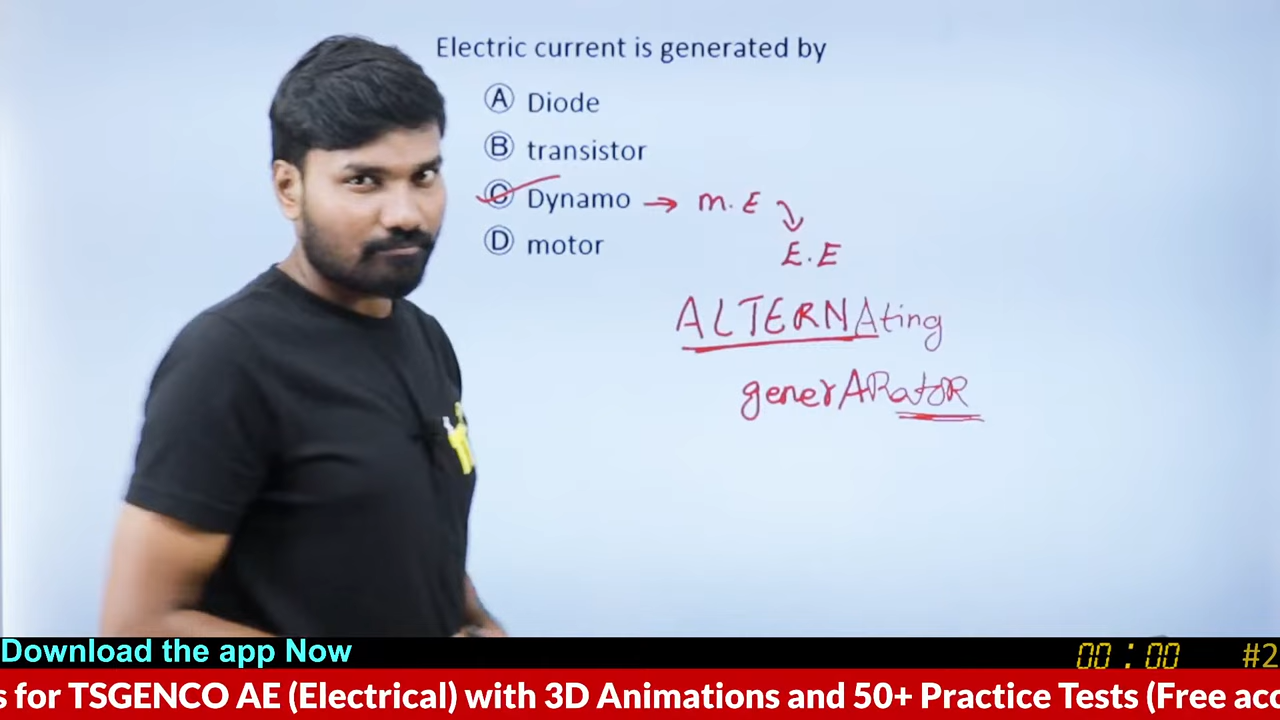 Electric current is generated by
Ⓐ Diode
Ⓑ transistor
Ⓒ Dynamo → m.E
Ⓓ motor
E.E
ALTERNAting
generARatoR
Download the app Now
00 : 00 #2
s for TSGENCO AE (Electrical) with 3D Animations and 50+ Practice Tests (Free acc